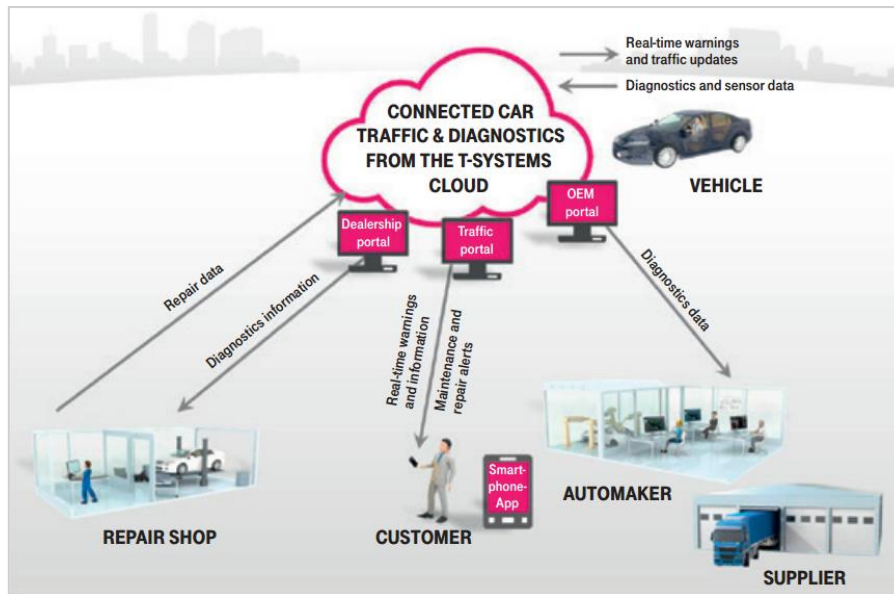 Real-time warnings
and traffic updates
Diagnostics and sensor data
CONNECTED CAR
TRAFFIC & DIAGNOSTICS
FROM THE T-SYSTEMS
CLOUD
VEHICLE
OEM
portal
Dealership
portal
Traffic
portal
Repair data
Diagnostics information
Real-time warnings
and information
Maintenance and
repair alerts
Diagnostics data
REPAIR SHOP
CUSTOMER
Smart-
phone-
App
AUTOMAKER
SUPPLIER